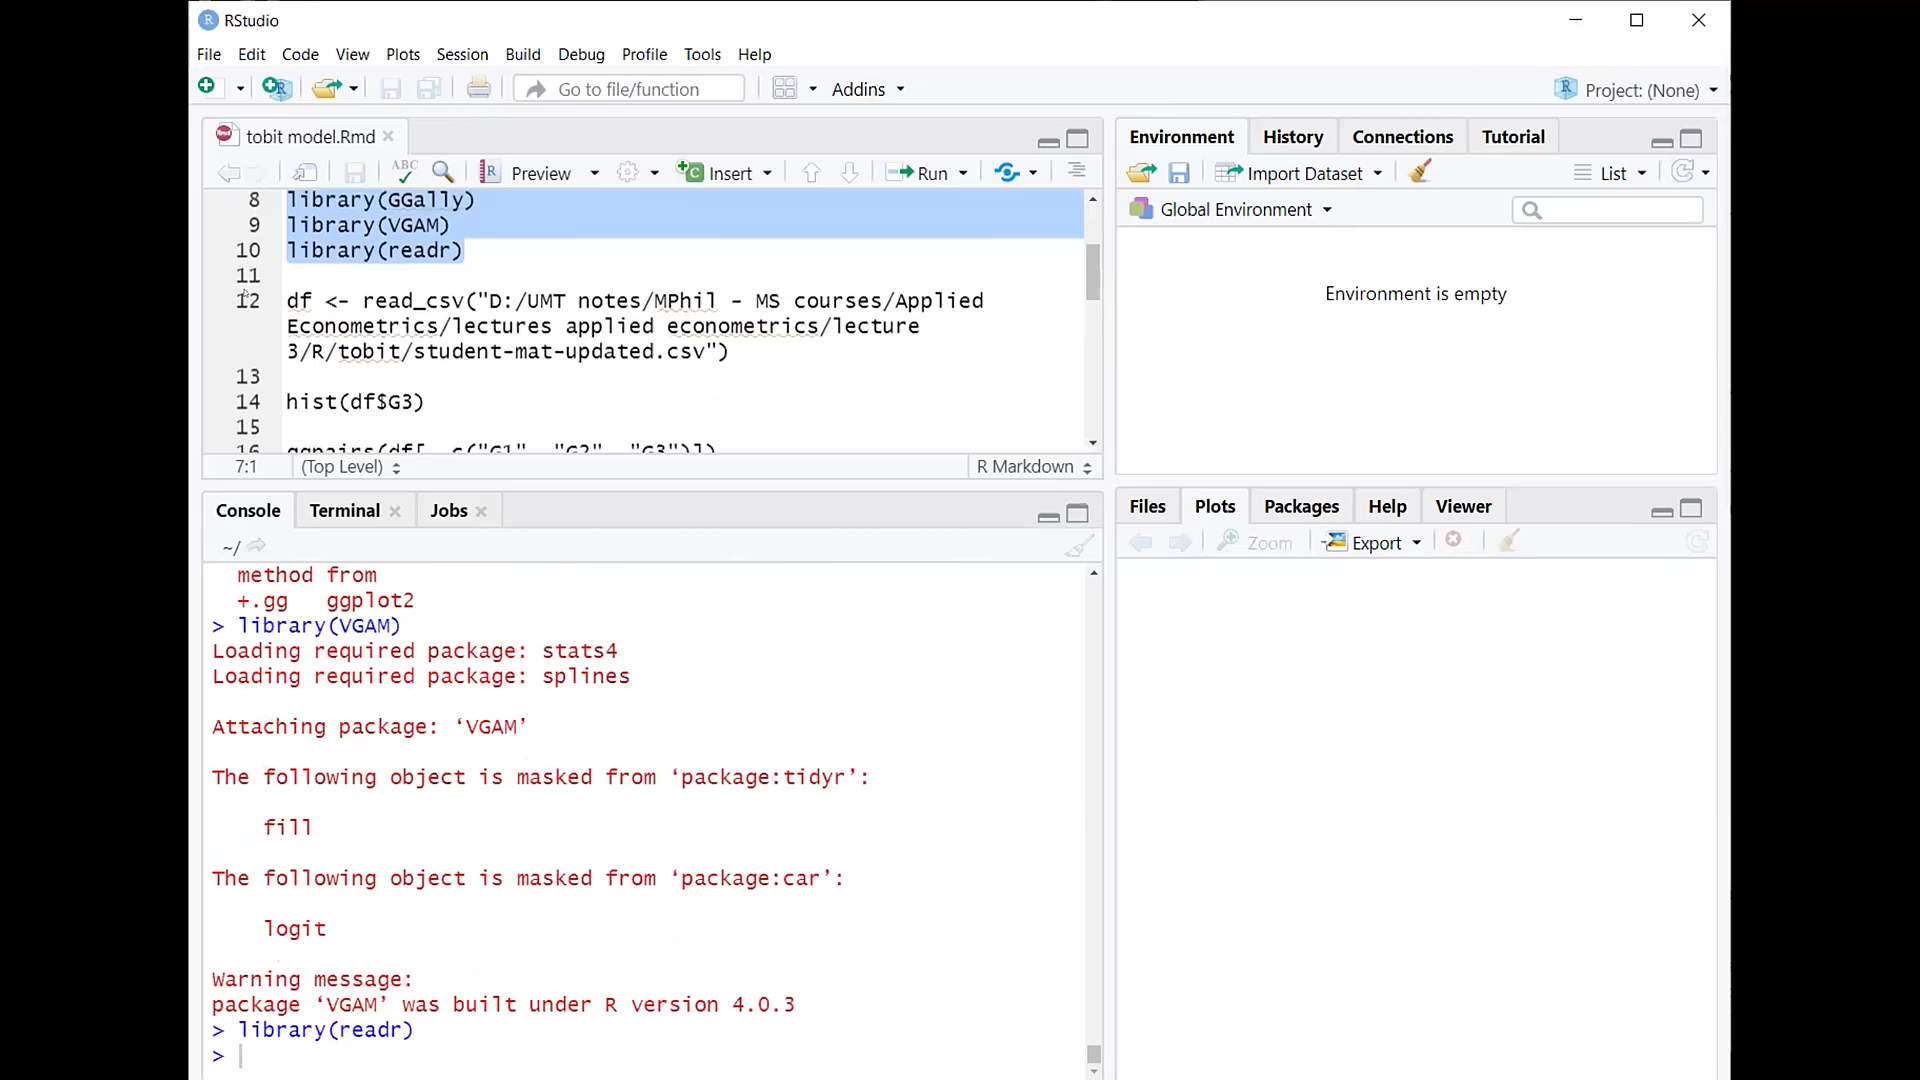 RStudio
File Edit Code View Plots Session Build Debug Profile Tools Help
Go to file/function Addins Project: (None)
tobit model.Rmd
ABC Preview Insert Run
8 library(GGally)
9 library(VGAM)
10 library(readr)
11
12 df <- read_csv("D:/UMT notes/MPhil - MS courses/Applied
Econometrics/lectures applied econometrics/lecture
3/R/tobit/student-mat-updated.csv")
13
14 hist(df$G3)
15
16 ggpairs(df[, c("G1", "G2", "G3")])
7:1 (Top Level) R Markdown
Console Terminal Jobs
~/
method from
+.gg ggplot2
> library(VGAM)
Loading required package: stats4
Loading required package: splines
Attaching package: ‘VGAM’
The following object is masked from ‘package:tidyr’:
fill
The following object is masked from ‘package:car’:
logit
Warning message:
package ‘VGAM’ was built under R version 4.0.3
> library(readr)
>
Environment History Connections Tutorial
Import Dataset List
Global Environment
Environment is empty
Files Plots Packages Help Viewer
Zoom Export